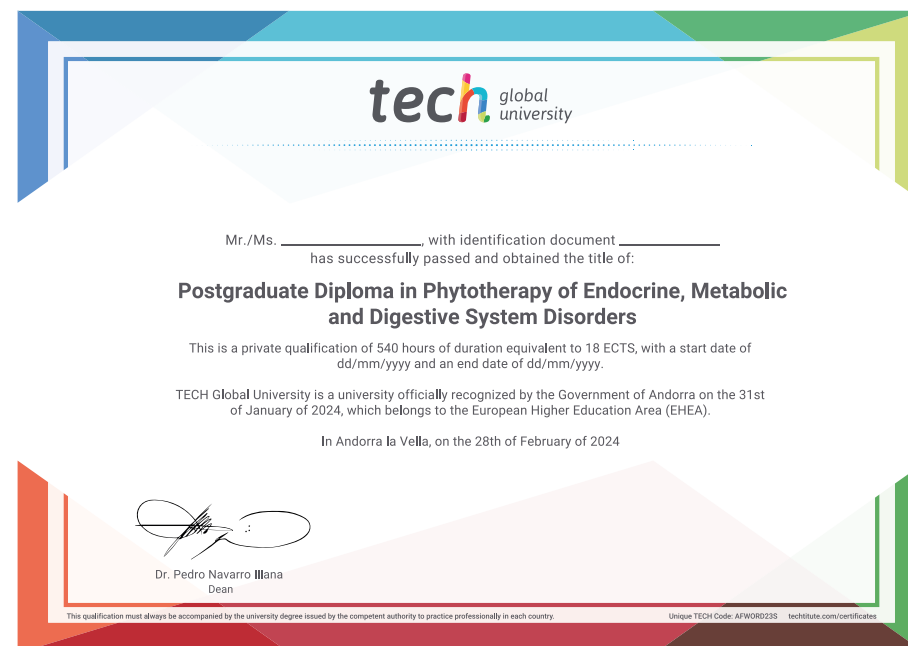 tech global
university
Mr./Ms. ____________, with identification document ____________
has successfully passed and obtained the title of:
Postgraduate Diploma in Phytotherapy of Endocrine, Metabolic
and Digestive System Disorders
This is a private qualification of 540 hours of duration equivalent to 18 ECTS, with a start date of
dd/mm/yyyy and an end date of dd/mm/yyyy.
TECH Global University is a university officially recognized by the Government of Andorra on the 31st
of January of 2024, which belongs to the European Higher Education Area (EHEA).
In Andorra la Vella, on the 28th of February of 2024
Dr. Pedro Navarro Illana
Dean
This qualification must always be accompanied by the university degree issued by the competent authority to practice professionally in each country.
Unique TECH Code: AFWORD23S techtitute.com/certificates